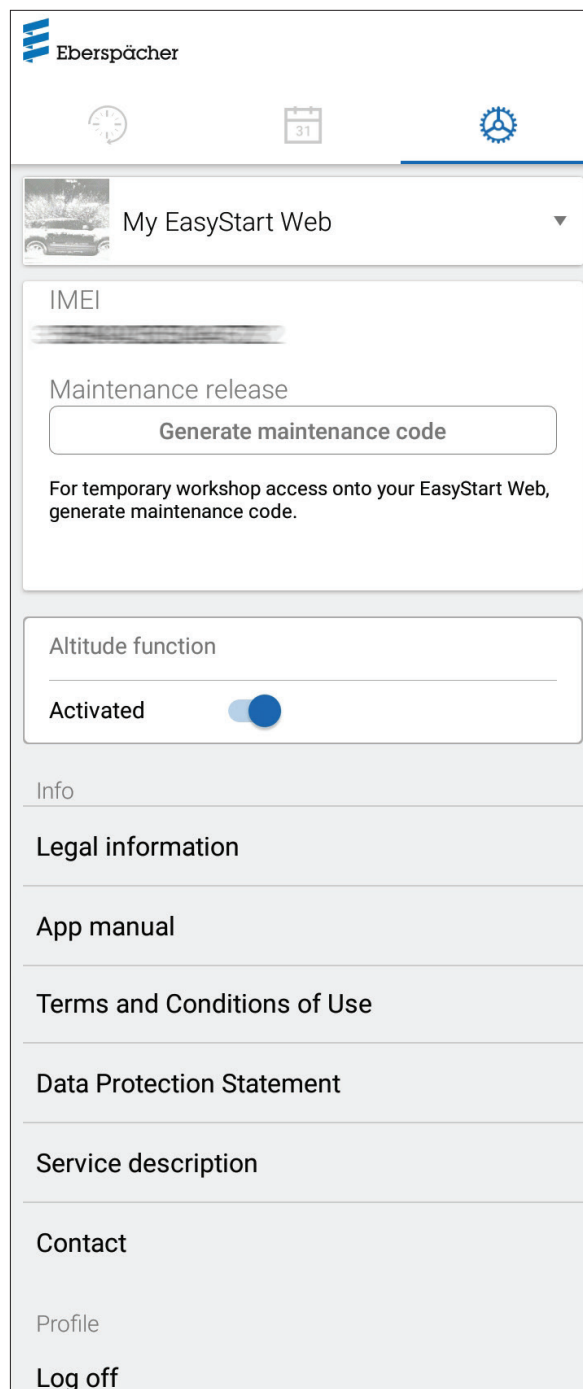 Eberspächer
31
My EasyStart Web
IMEI
Maintenance release
Generate maintenance code
For temporary workshop access onto your EasyStart Web,
generate maintenance code.
Altitude function
Activated
Info
Legal information
App manual
Terms and Conditions of Use
Data Protection Statement
Service description
Contact
Profile
Log off